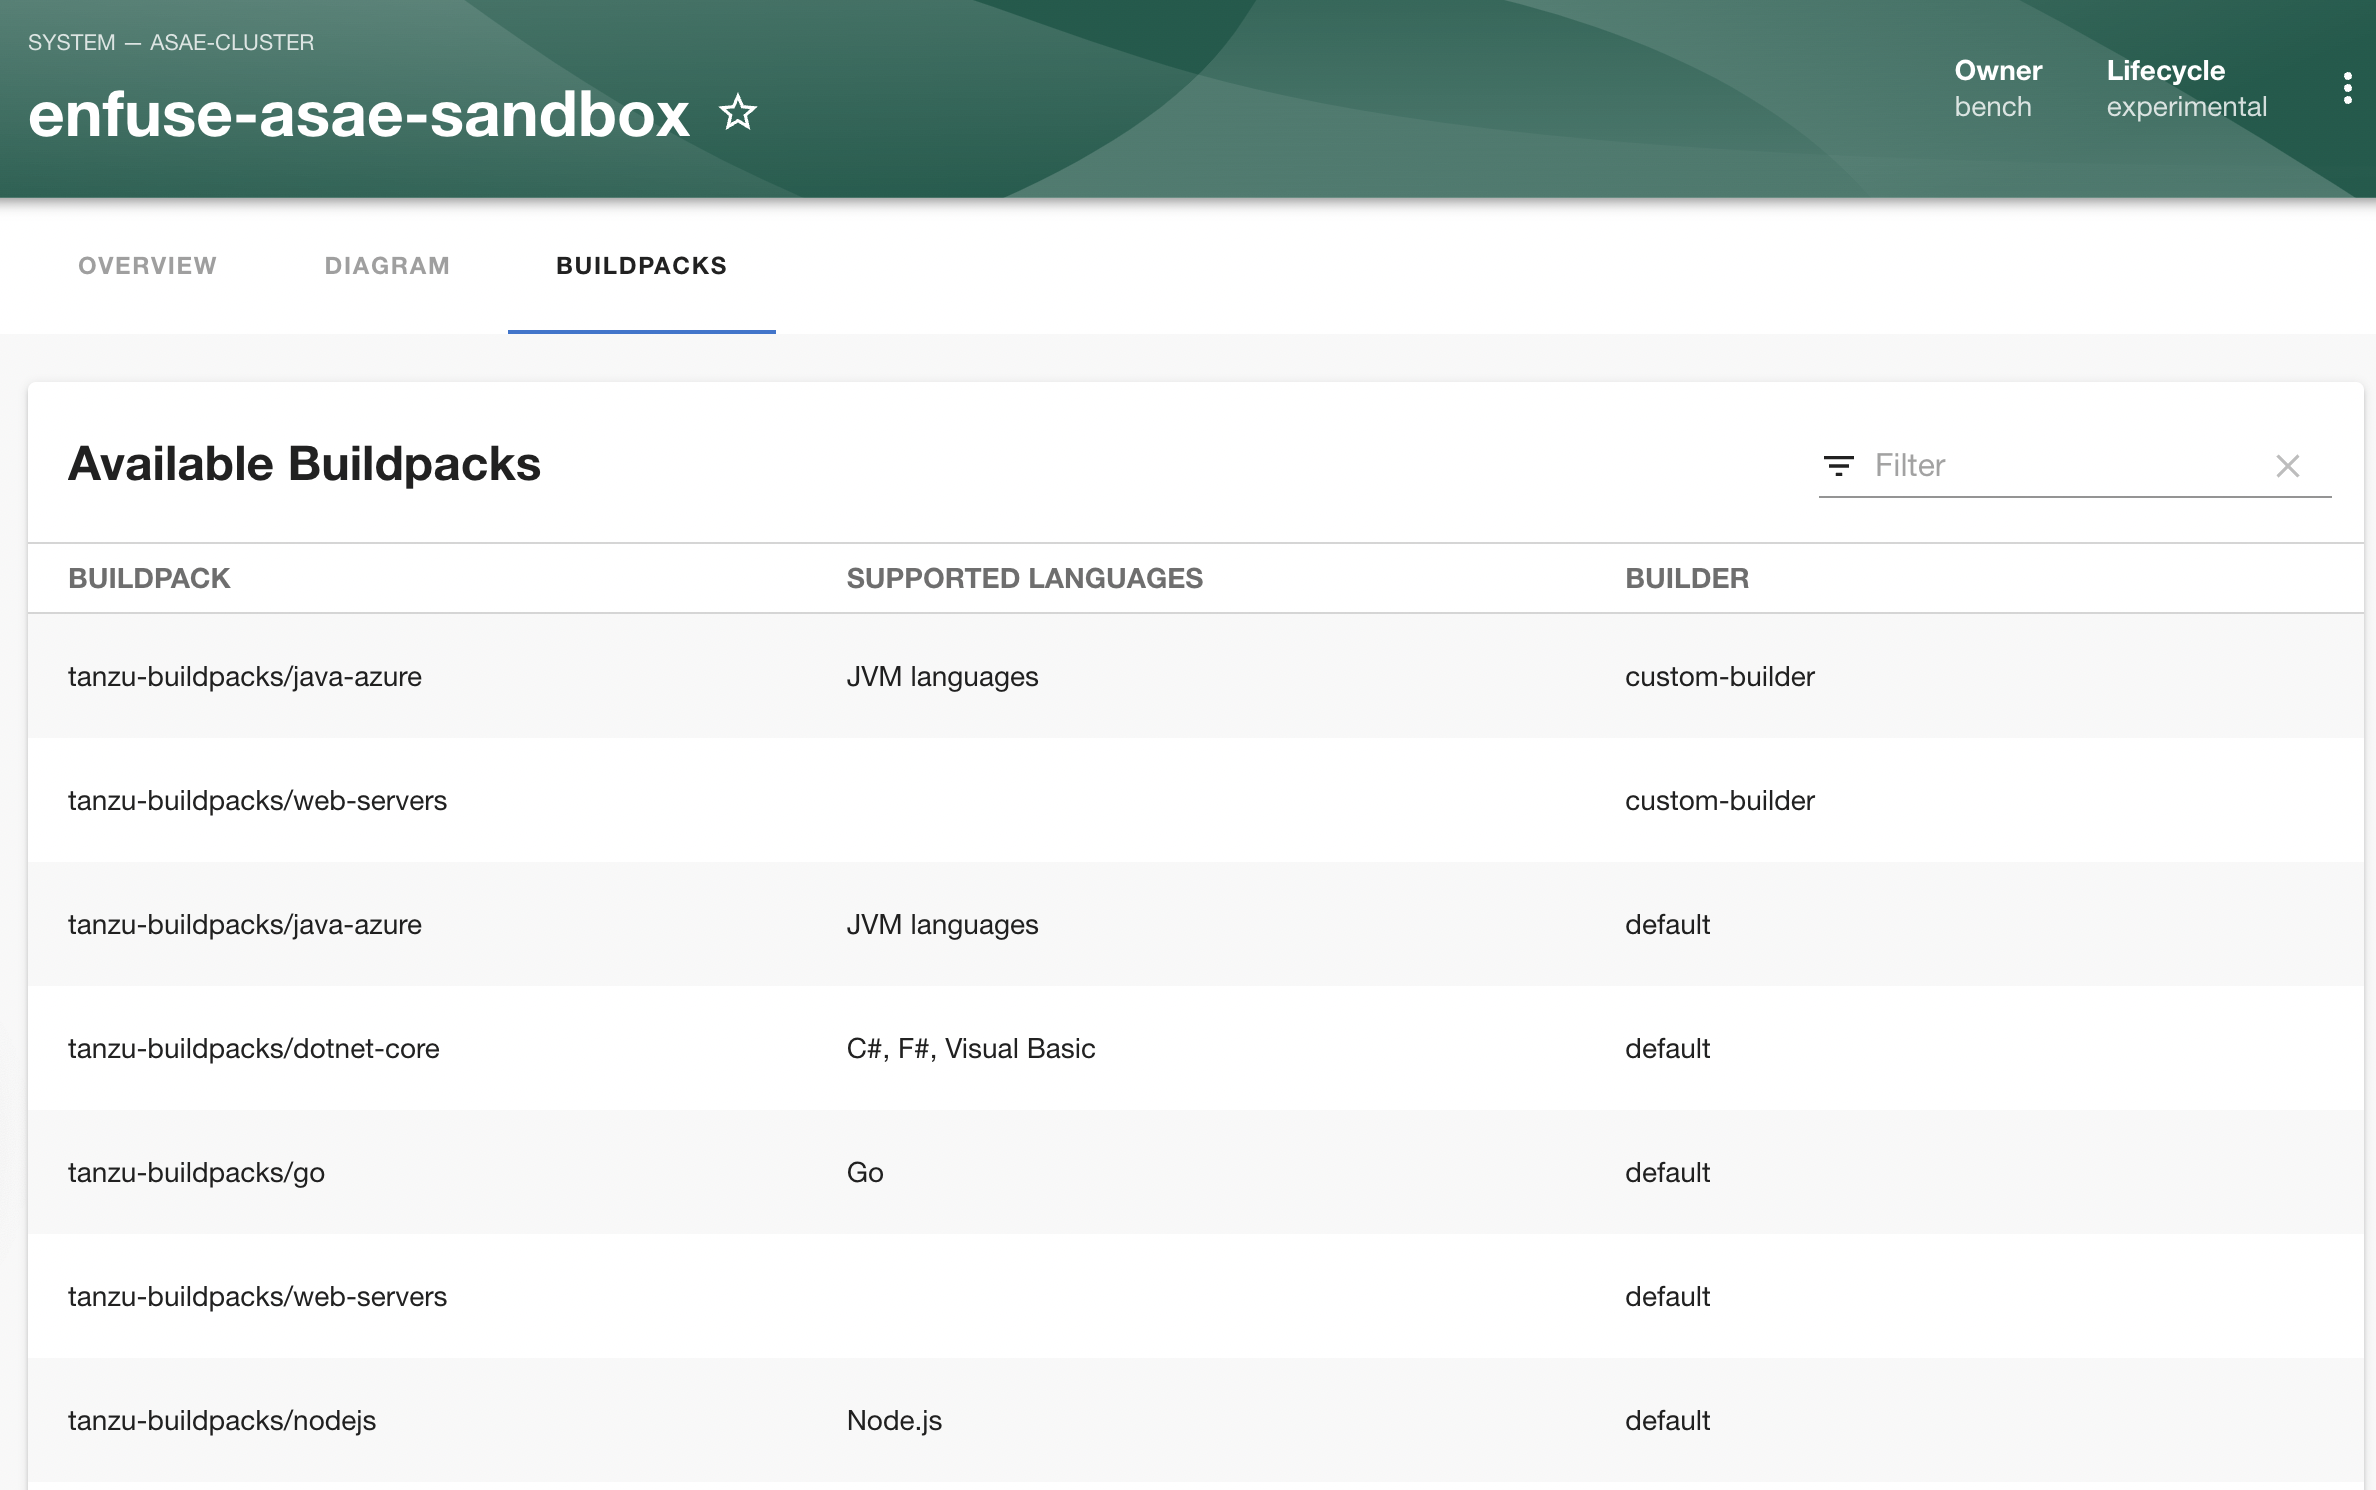 SYSTEM — ASAE-CLUSTER
enfuse-asae-sandbox
Owner
bench
Lifecycle
experimental
OVERVIEW DIAGRAM BUILDPACKS
Available Buildpacks
Filter
BUILDPACK SUPPORTED LANGUAGES BUILDER
tanzu-buildpacks/java-azure JVM languages custom-builder
tanzu-buildpacks/web-servers custom-builder
tanzu-buildpacks/java-azure JVM languages default
tanzu-buildpacks/dotnet-core C#, F#, Visual Basic default
tanzu-buildpacks/go Go default
tanzu-buildpacks/web-servers default
tanzu-buildpacks/nodejs Node.js default